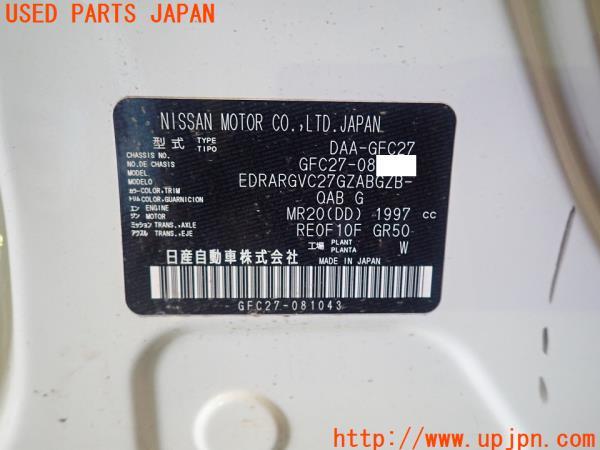 USED PARTS JAPAN
NISSAN MOTOR CO.,LTD.JAPAN
型式 TYPE TIPO DAA-GFC27
CHASSIS NO. NO.DE CHASIS GFC27-08
MODEL MODELO EDRARGVC27GZABGZB-
カラー COLOR,TRIM トリム COLOR,GUARNICION QAB G
エンジン ENGINE MOTOR MR20(DD) 1997 cc
ミッション TRANS.,AXLE アクスル TRANS.,EJE RE0F10F GR50
工場 PLANT PLANTA W
日産自動車株式会社 MADE IN JAPAN
GFC27-081043
http://www.upjpn.com/